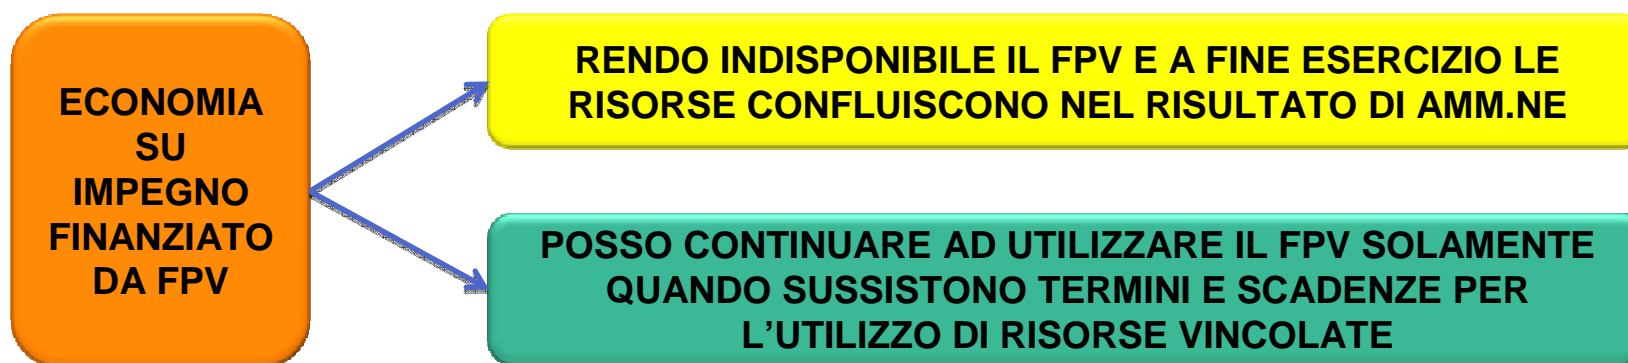 ECONOMIA
SU
IMPEGNO
FINANZIATO
DA FPV
RENDO INDISPONIBILE IL FPV E A FINE ESERCIZIO LE
RISORSE CONFLUISCONO NEL RISULTATO DI AMM.NE
POSSO CONTINUARE AD UTILIZZARE IL FPV SOLAMENTE
QUANDO SUSSISTONO TERMINI E SCADENZE PER
L’UTILIZZO DI RISORSE VINCOLATE